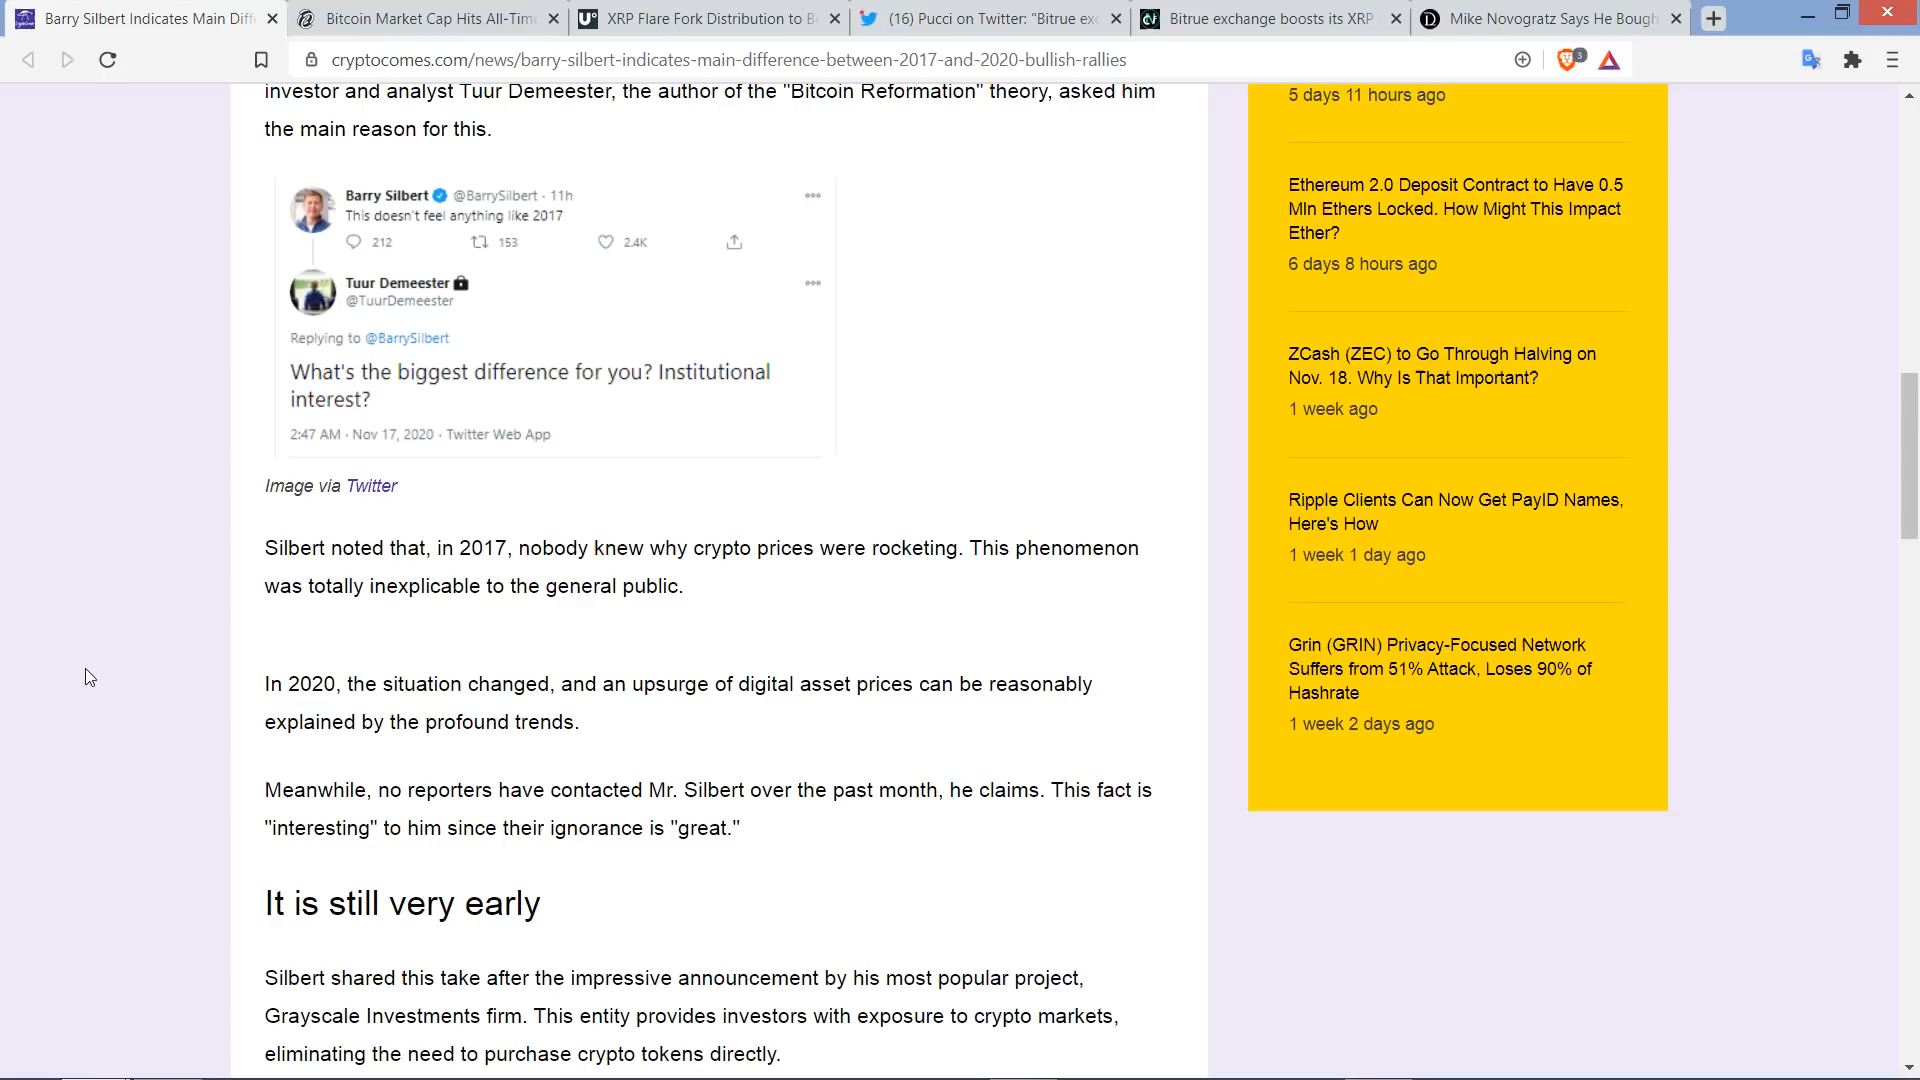 Barry Silbert Indicates Main Diff
Bitcoin Market Cap Hits All-Tim
XRP Flare Fork Distribution to B
(16) Pucci on Twitter: "Bitrue exc
Bitrue exchange boosts its XRP
Mike Novogratz Says He Bough
cryptocomes.com/news/barry-silbert-indicates-main-difference-between-2017-and-2020-bullish-rallies
3
investor and analyst Tuur Demeester, the author of the "Bitcoin Reformation" theory, asked him
the main reason for this.
Barry Silbert @BarrySilbert · 11h
This doesn't feel anything like 2017
212 153 2.4K
Tuur Demeester
@TuurDemeester
Replying to @BarrySilbert
What's the biggest difference for you? Institutional
interest?
2:47 AM · Nov 17, 2020 · Twitter Web App
Image via Twitter
Silbert noted that, in 2017, nobody knew why crypto prices were rocketing. This phenomenon
was totally inexplicable to the general public.
In 2020, the situation changed, and an upsurge of digital asset prices can be reasonably
explained by the profound trends.
Meanwhile, no reporters have contacted Mr. Silbert over the past month, he claims. This fact is
"interesting" to him since their ignorance is "great."
It is still very early
Silbert shared this take after the impressive announcement by his most popular project,
Grayscale Investments firm. This entity provides investors with exposure to crypto markets,
eliminating the need to purchase crypto tokens directly.
5 days 11 hours ago
Ethereum 2.0 Deposit Contract to Have 0.5
Mln Ethers Locked. How Might This Impact
Ether?
6 days 8 hours ago
ZCash (ZEC) to Go Through Halving on
Nov. 18. Why Is That Important?
1 week ago
Ripple Clients Can Now Get PayID Names,
Here's How
1 week 1 day ago
Grin (GRIN) Privacy-Focused Network
Suffers from 51% Attack, Loses 90% of
Hashrate
1 week 2 days ago